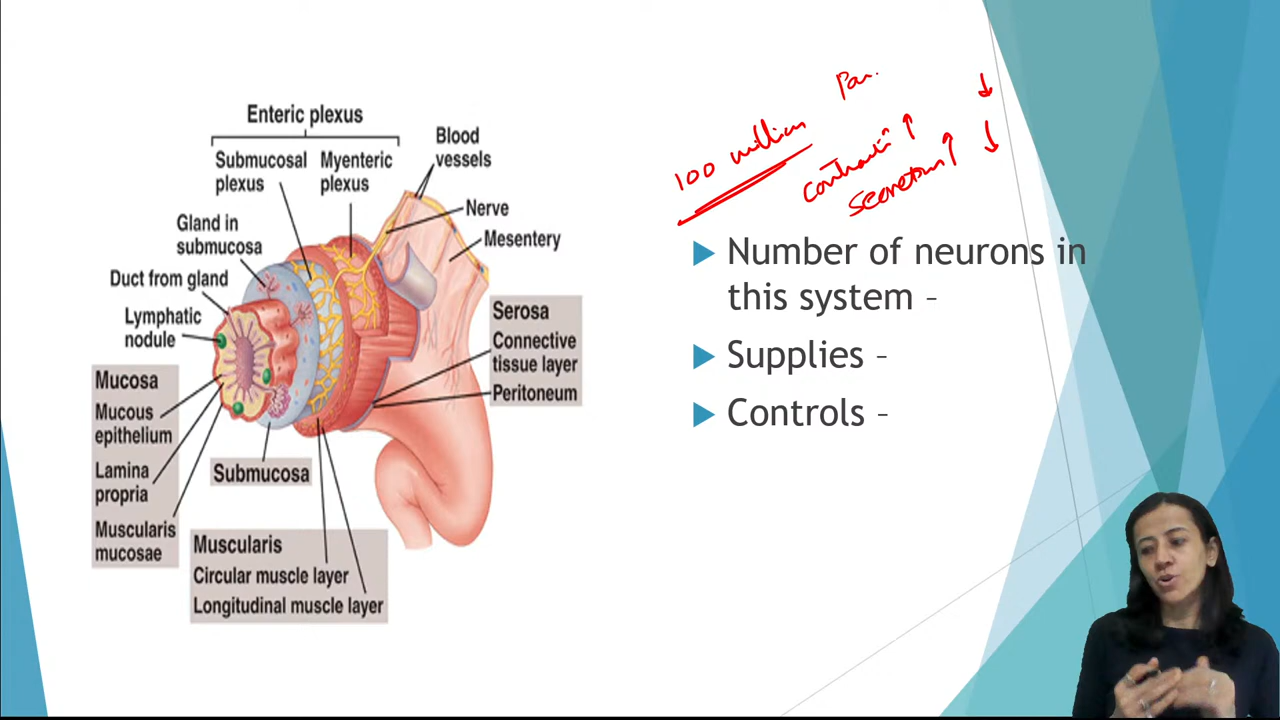 Enteric plexus
Submucosal
plexus
Myenteric
plexus
Blood
vessels
Gland in
submucosa
Nerve
Mesentery
Duct from gland
Lymphatic
nodule
Serosa
Connective
tissue layer
Peritoneum
Mucosa
Mucous
epithelium
Lamina
propria
Muscularis
mucosae
Submucosa
Muscularis
Circular muscle layer
Longitudinal muscle layer
100 million
Par. ↓
↑ ↓
↑
Number of neurons in
this system –
Supplies –
Controls –